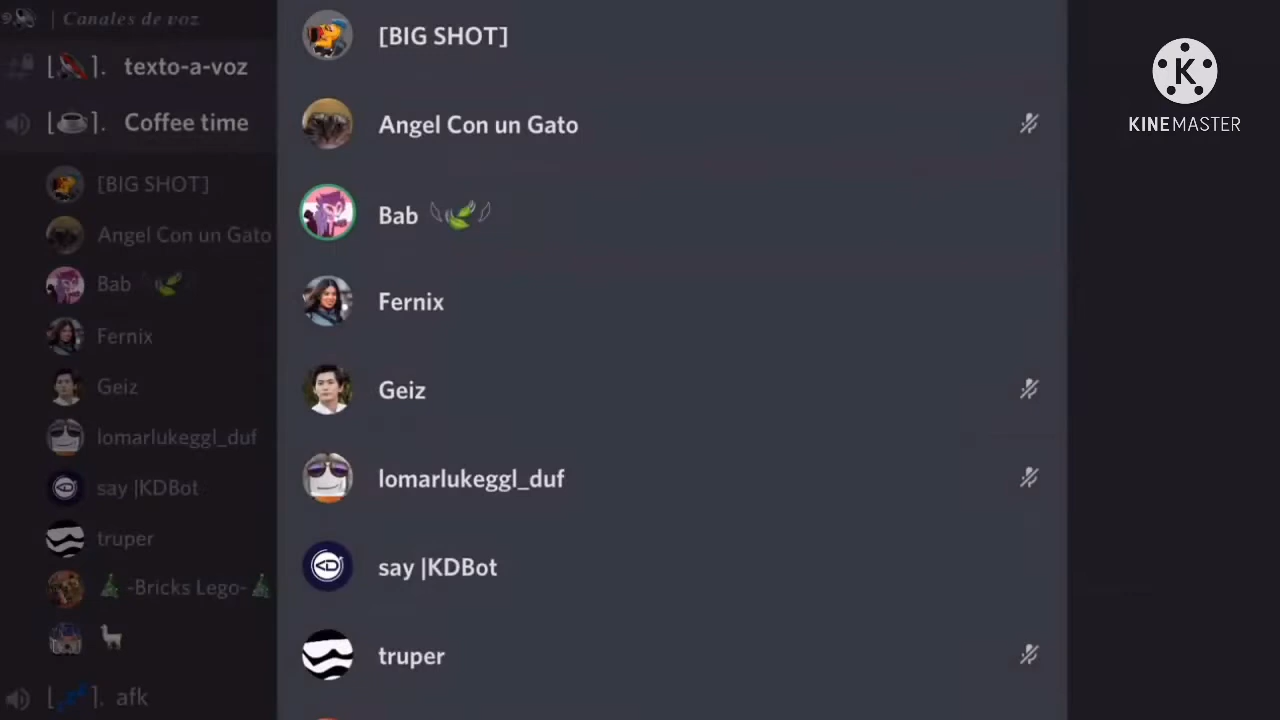 | Canales de voz
[ ]. texto-a-voz
[ ]. Coffee time
[BIG SHOT]
Angel Con un Gato
Bab
Fernix
Geiz
lomarlukeggl_duf
say |KDBot
truper
-Bricks Lego-
[ ]. afk
[BIG SHOT]
Angel Con un Gato
Bab
Fernix
Geiz
lomarlukeggl_duf
say |KDBot
truper
K
KINEMASTER